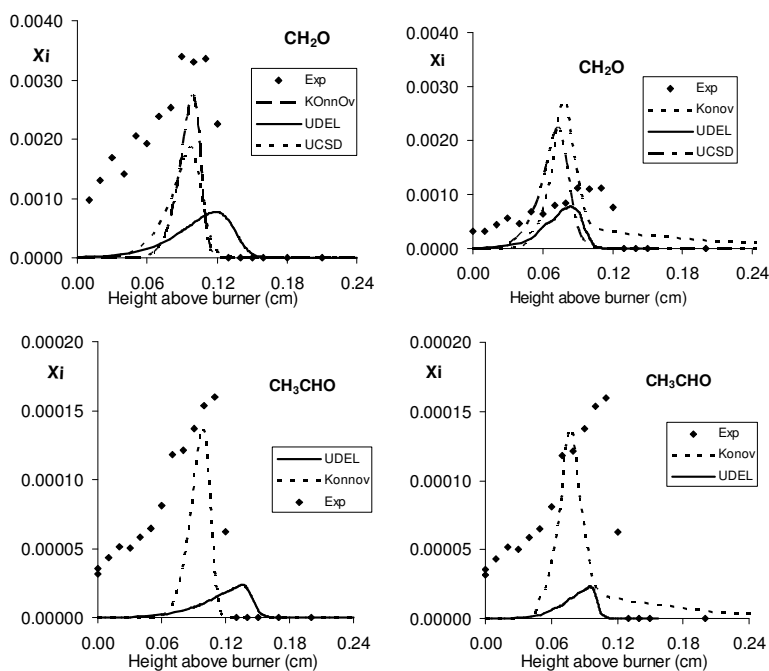 0.0040
Xi
CH₂O
0.0030
0.0020
0.0010
0.0000
Exp
KOnnOv
UDEL
UCSD
0.00 0.06 0.12 0.18 0.24
Height above burner (cm)
0.0040
Xi
CH₂O
0.0030
0.0020
0.0010
0.0000
Exp
Konov
UDEL
UCSD
0.00 0.06 0.12 0.18 0.24
Height above burner (cm)
0.00020
Xi
CH₃CHO
0.00015
0.00010
0.00005
0.00000
UDEL
Konnov
Exp
0.00 0.06 0.12 0.18 0.24
Height above burner (cm)
0.00020
Xi
CH₃CHO
0.00015
0.00010
0.00005
0.00000
Exp
Konov
UDEL
0.00 0.06 0.12 0.18 0.24
Height above burner (cm)